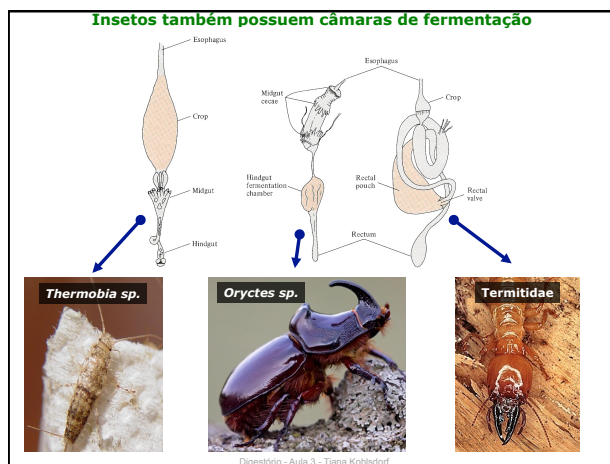 Insetos também possuem câmaras de fermentação
Esophagus
Crop
Midgut
Hindgut
Esophagus
Midgut
cecae
Crop
Hindgut
fermentation
chamber
Rectal
pouch
Rectal
valve
Rectum
Thermobia sp.
Oryctes sp.
Termitidae
Digestório - Aula 3 - Tiana Kohlsdorf